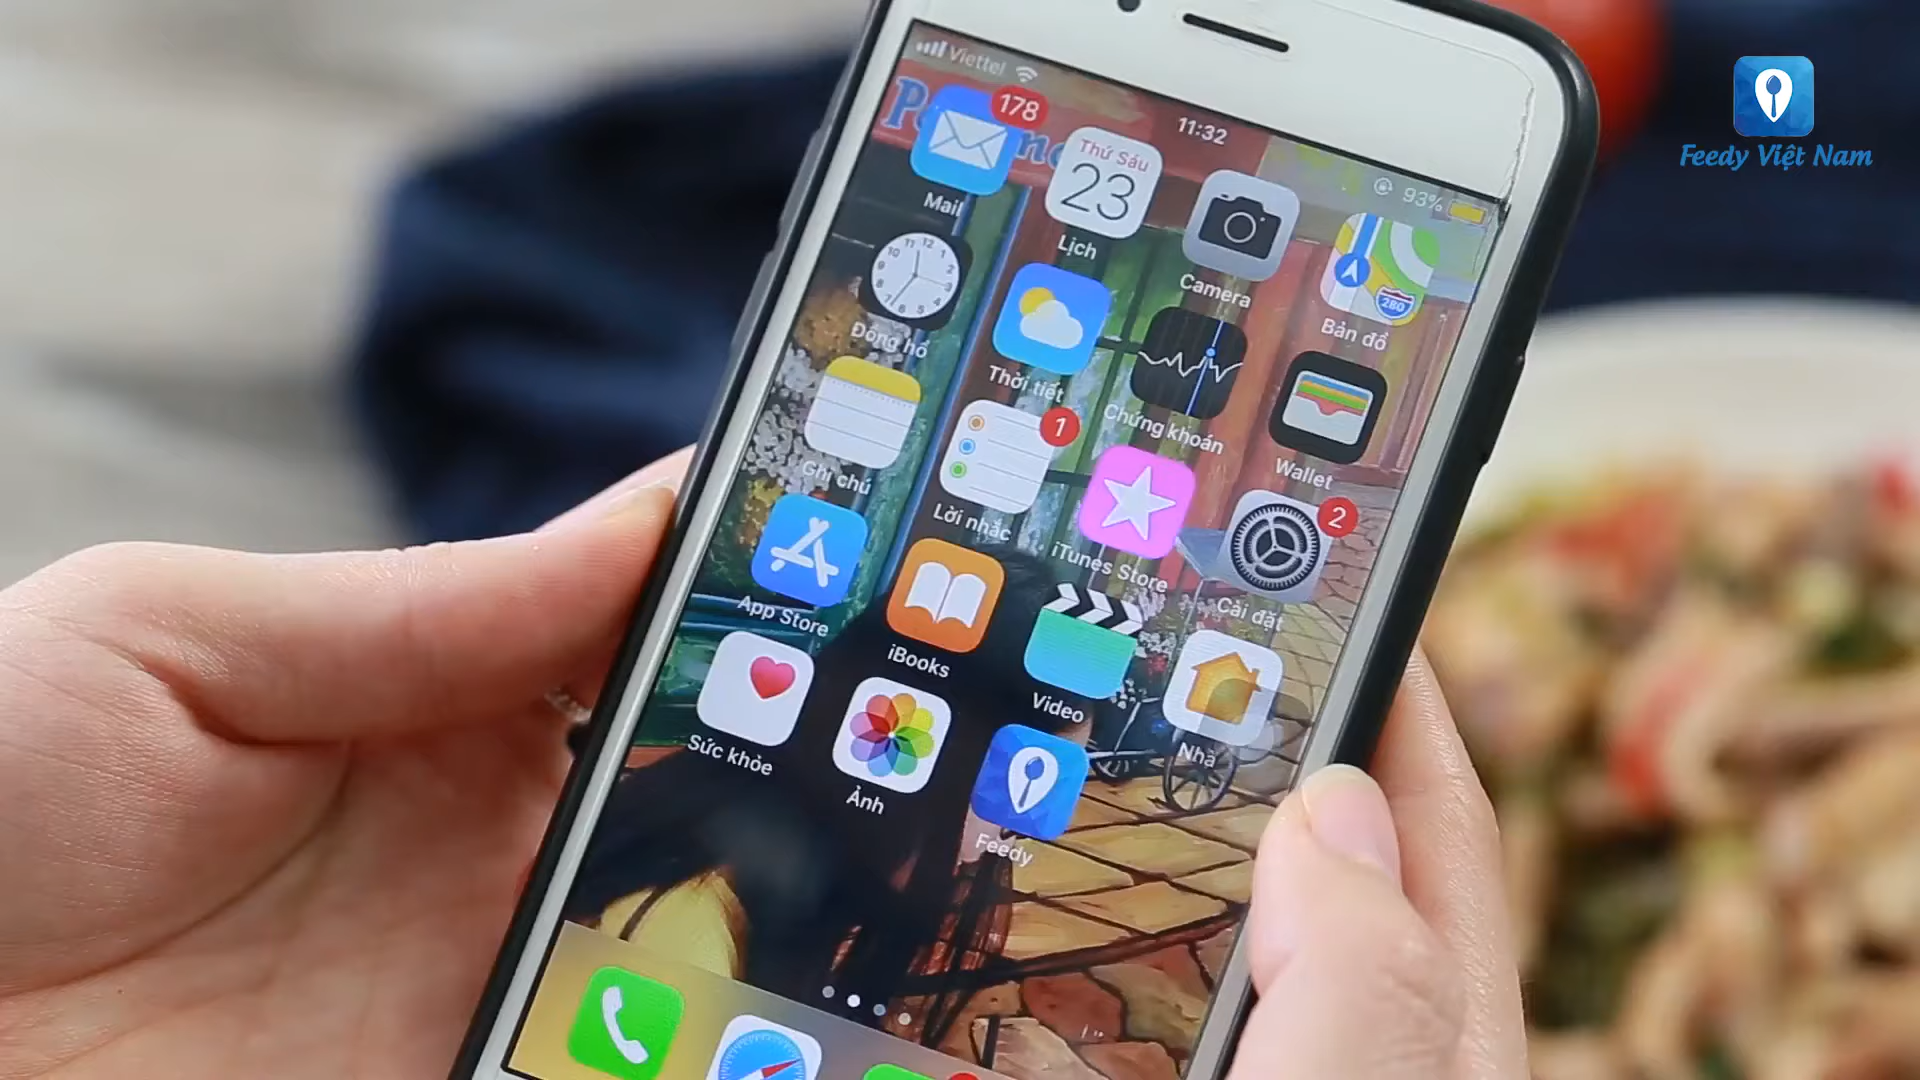 Viettel
11:32
93%
178
Mail
Thứ Sáu
23
Lịch
Camera
280
Bản đồ
Đồng hồ
Thời tiết
Chứng khoán
Wallet
Ghi chú
1
Lời nhắc
iTunes Store
2
Cài đặt
App Store
iBooks
Video
Nhà
Sức khỏe
Ảnh
Feedy
Feedy Việt Nam